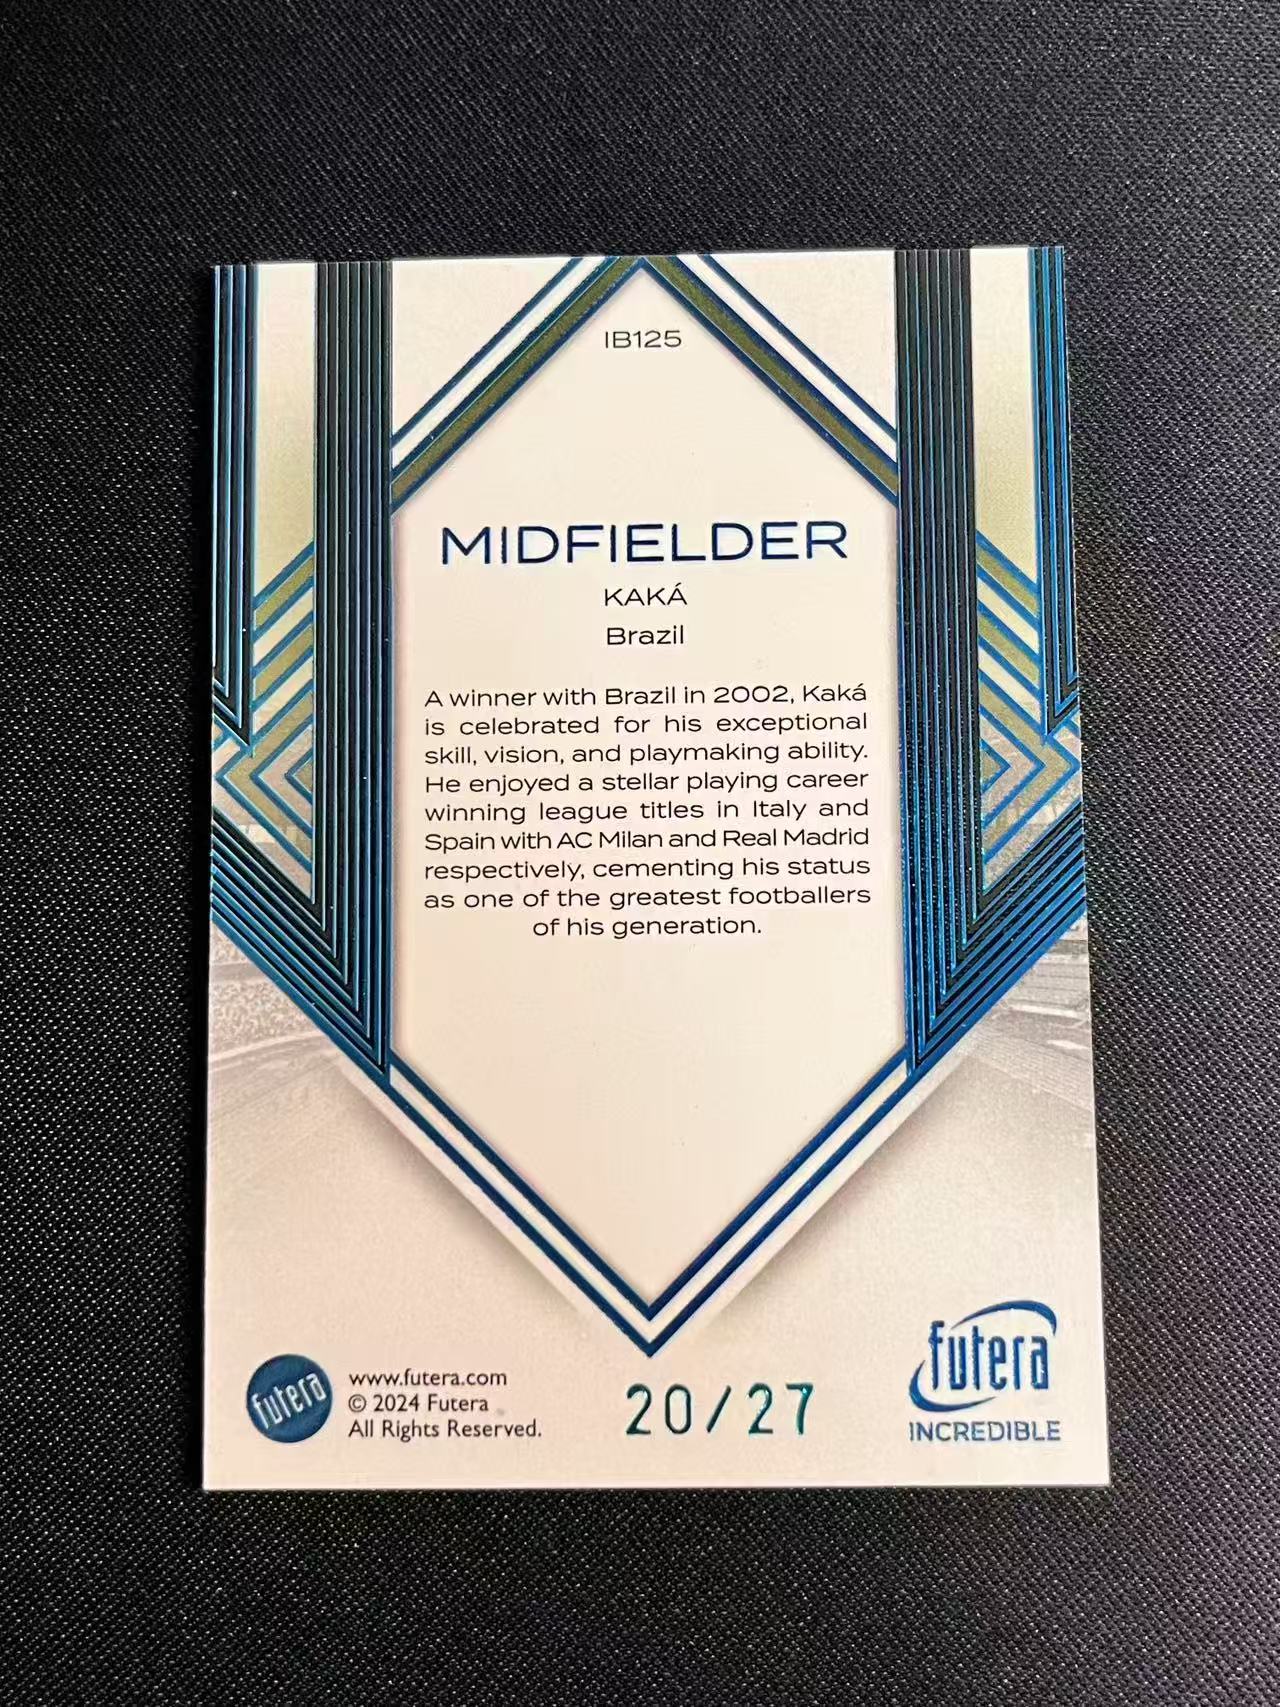 IB125
MIDFIELDER
KAKÁ
Brazil
A winner with Brazil in 2002, Kaká
is celebrated for his exceptional
skill, vision, and playmaking ability.
He enjoyed a stellar playing career
winning league titles in Italy and
Spain with AC Milan and Real Madrid
respectively, cementing his status
as one of the greatest footballers
of his generation.
futera
www.futera.com
© 2024 Futera
All Rights Reserved.
20/27
futera
INCREDIBLE